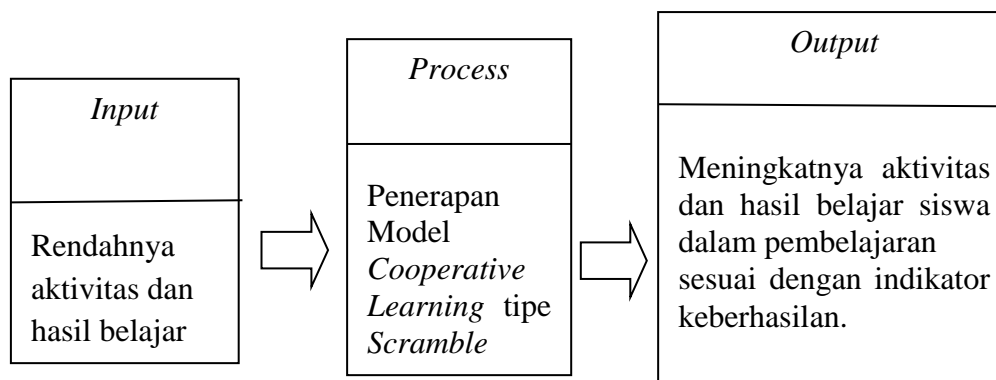 Input
Rendahnya
aktivitas dan
hasil belajar
Process
Penerapan
Model
Cooperative
Learning tipe
Scramble
Output
Meningkatnya aktivitas
dan hasil belajar siswa
dalam pembelajaran
sesuai dengan indikator
keberhasilan.